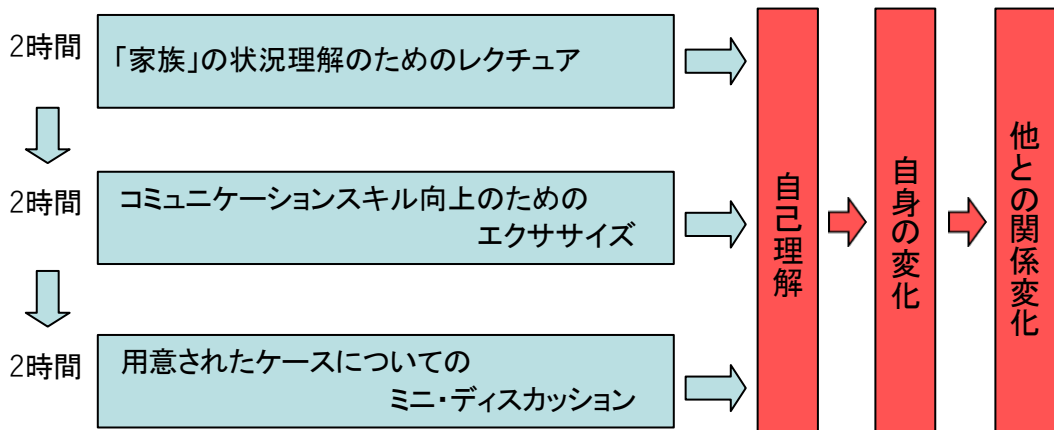 2時間
「家族」の状況理解のためのレクチュア
2時間
コミュニケーションスキル向上のための
エクササイズ
2時間
用意されたケースについての
ミニ・ディスカッション
自己理解
自身の変化
他との関係変化